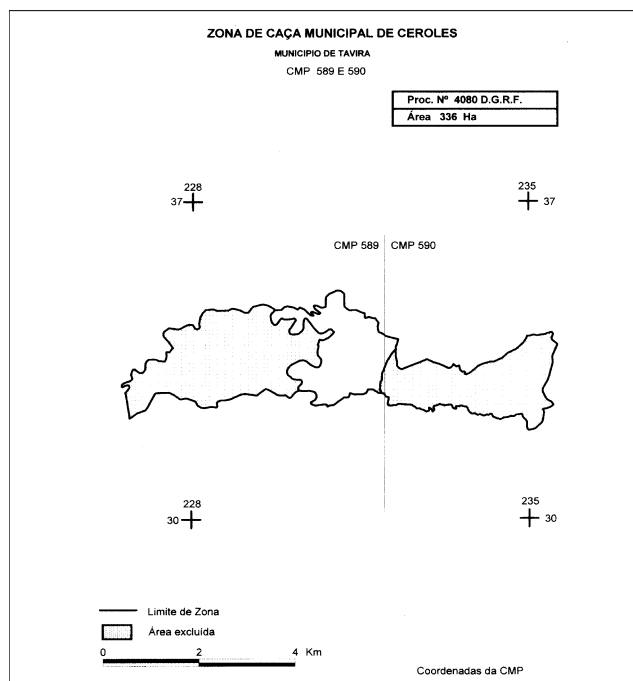 ZONA DE CAÇA MUNICIPAL DE CEROLES
MUNICIPIO DE TAVIRA
CMP 589 E 590
Proc. Nº 4080 D.G.R.F.
Área 336 Ha
228
37
235
37
CMP 589
CMP 590
228
30
235
30
Limite de Zona
Área excluída
0 2 4 Km
Coordenadas da CMP